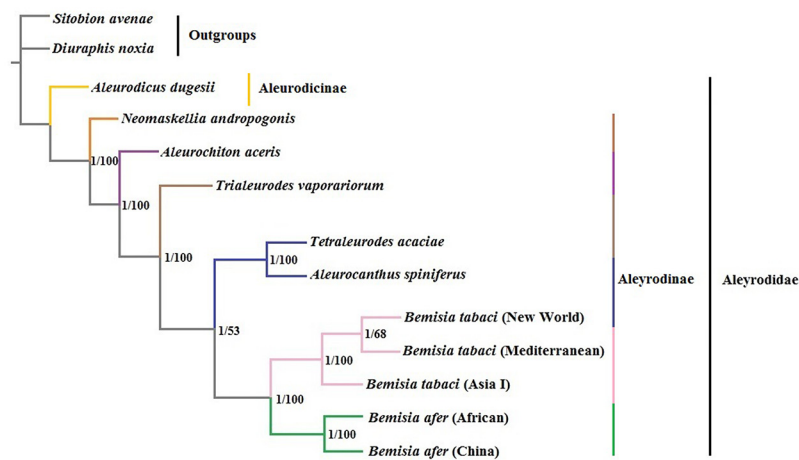 Sitobion avenae
Diuraphis noxia
Outgroups
Aleurodicus dugesii
Aleurodicinae
Neomaskellia andropogonis
1/100
Aleurochiton aceris
1/100
Trialeurodes vaporariorum
1/100
Tetraleurodes acaciae
1/100
Aleurocanthus spiniferus
Aleyrodinae
Aleyrodidae
1/53
Bemisia tabaci (New World)
1/68
Bemisia tabaci (Mediterranean)
1/100
Bemisia tabaci (Asia I)
1/100
Bemisia afer (African)
1/100
Bemisia afer (China)